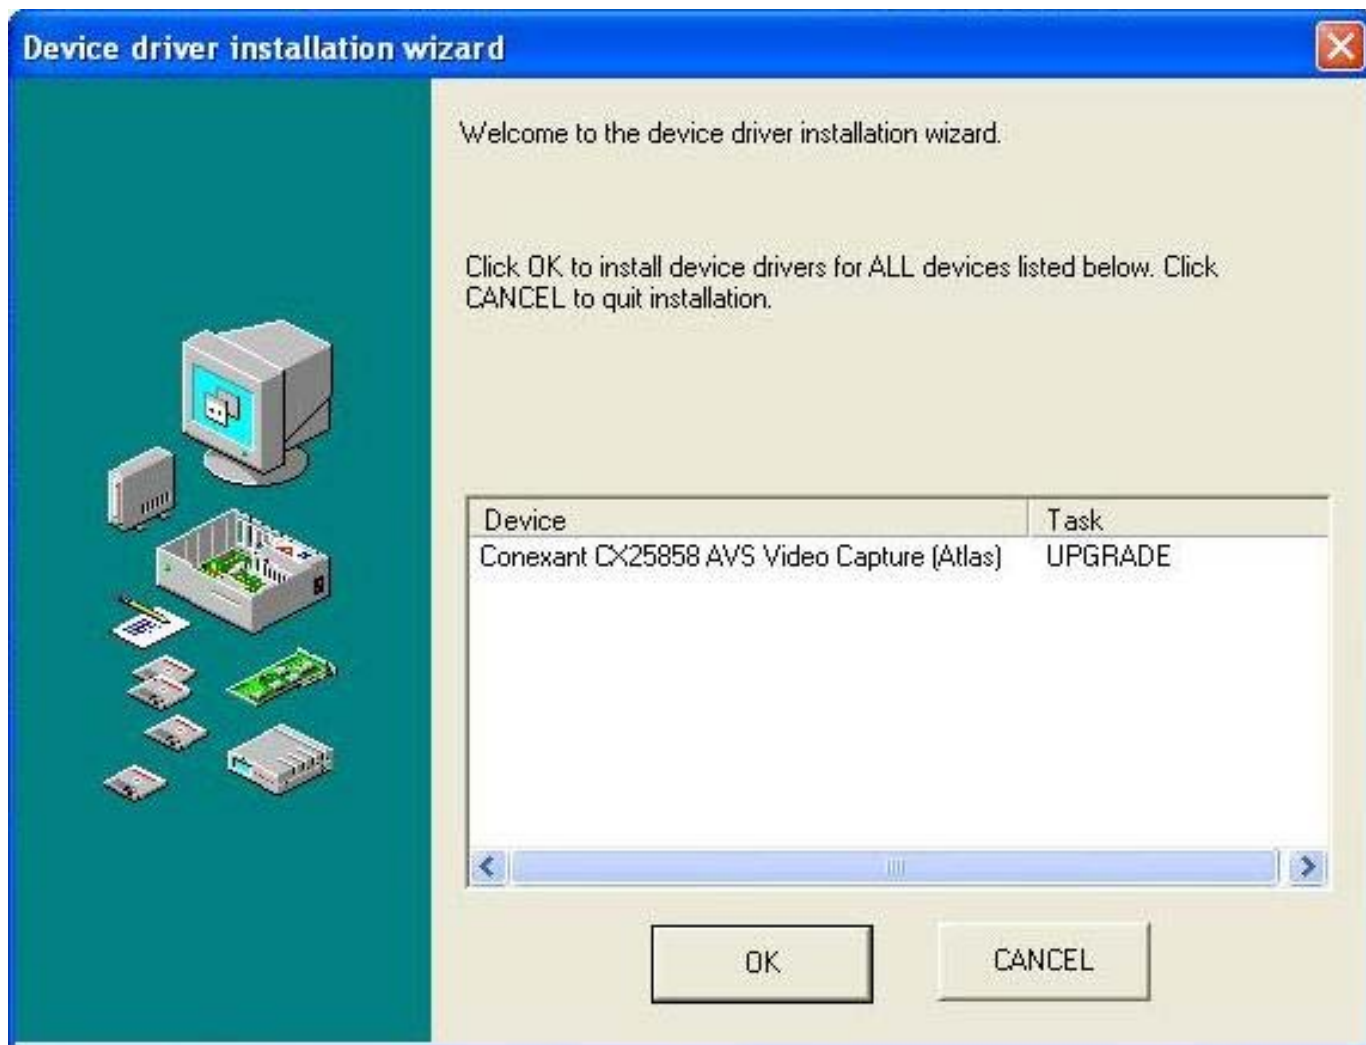 Device driver installation wizard
Welcome to the device driver installation wizard.
Click OK to install device drivers for ALL devices listed below. Click
CANCEL to quit installation.
Device Task
Conexant CX25858 AVS Video Capture (Atlas) UPGRADE
OK CANCEL